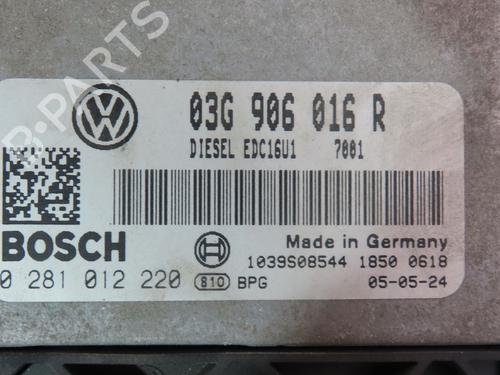 03G 906 016 R
DIESEL EDC16U1 7001
BOSCH
Made in Germany
1039S08544 1850 0618
0 281 012 220 810 BPG 05-05-24
PARTS